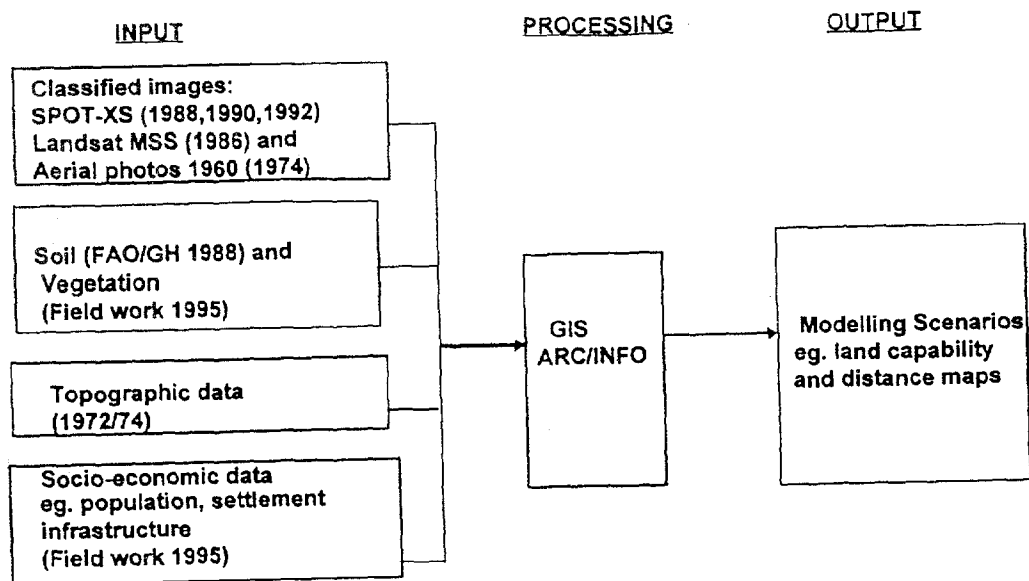 INPUT
PROCESSING
OUTPUT
Classified images:
SPOT-XS (1988,1990,1992)
Landsat MSS (1986) and
Aerial photos 1960 (1974)
Soil (FAO/GH 1988) and
Vegetation
(Field work 1995)
Topographic data
(1972/74)
Socio-economic data
eg. population, settlement
infrastructure
(Field work 1995)
GIS
ARC/INFO
Modelling Scenarios
eg. land capability
and distance maps